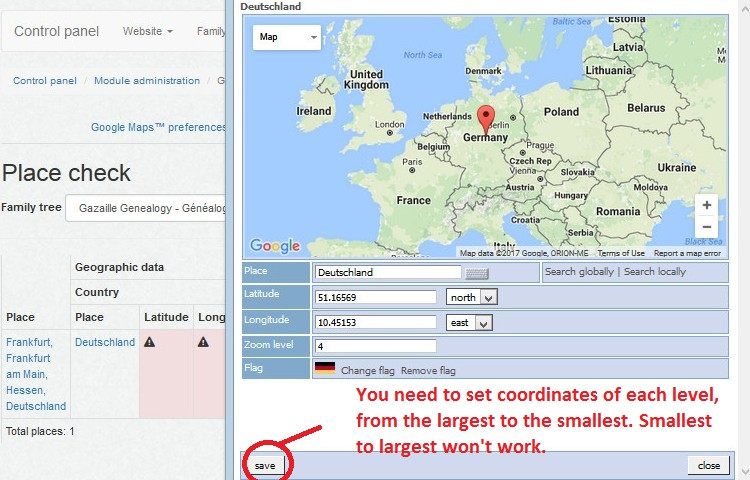 Control panel
Website
Family
Control panel / Module administration / G
Google Maps™ preferences
Place check
Family tree
Gazaille Genealogy - Généalog
Geographic data
Country
Place
Place
Latitude
Long
Frankfurt,
Frankfurt
am Main,
Hessen,
Deutschland
Deutschland
Total places: 1
Deutschland
Map
North Sea
Baltic Sea
Estonia
Latvia
Lithuania
Denmark
United
Kingdom
Ireland
London
Netherlands
Berlin
Poland
Belarus
Germany
Belgium
Prague
Paris
Czech Rep
Vienna
Slovakia
Ukraine
Austria
Hungary
Moldova
France
Romania
Croatia
Serbia
Italy
Black Sea
+
−
Google
Map data ©2017 Google, ORION-ME
Terms of Use
Report a map error
Place
Deutschland
Search globally | Search locally
Latitude
51.16569
north
Longitude
10.45153
east
Zoom level
4
Flag
Change flag
Remove flag
You need to set coordinates of each level,
from the largest to the smallest. Smallest
to largest won't work.
save
close